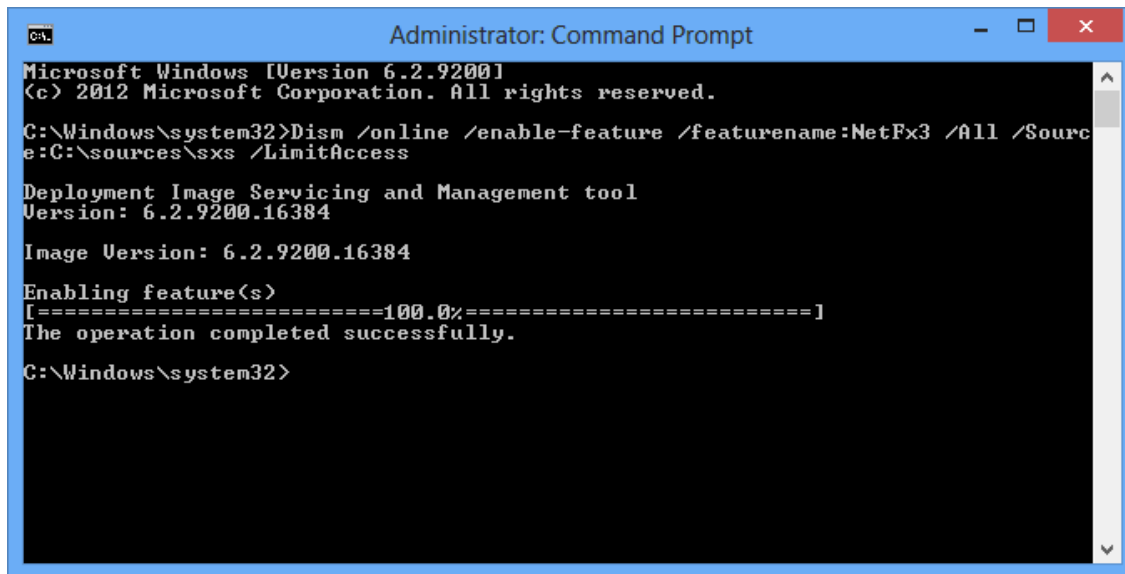 Administrator: Command Prompt
Microsoft Windows [Version 6.2.9200]
(c) 2012 Microsoft Corporation. All rights reserved.
C:\Windows\system32>Dism /online /enable-feature /featurename:NetFx3 /All /Sourc
e:C:\sources\sxs /LimitAccess
Deployment Image Servicing and Management tool
Version: 6.2.9200.16384
Image Version: 6.2.9200.16384
Enabling feature(s)
[==========================100.0%==========================]
The operation completed successfully.
C:\Windows\system32>